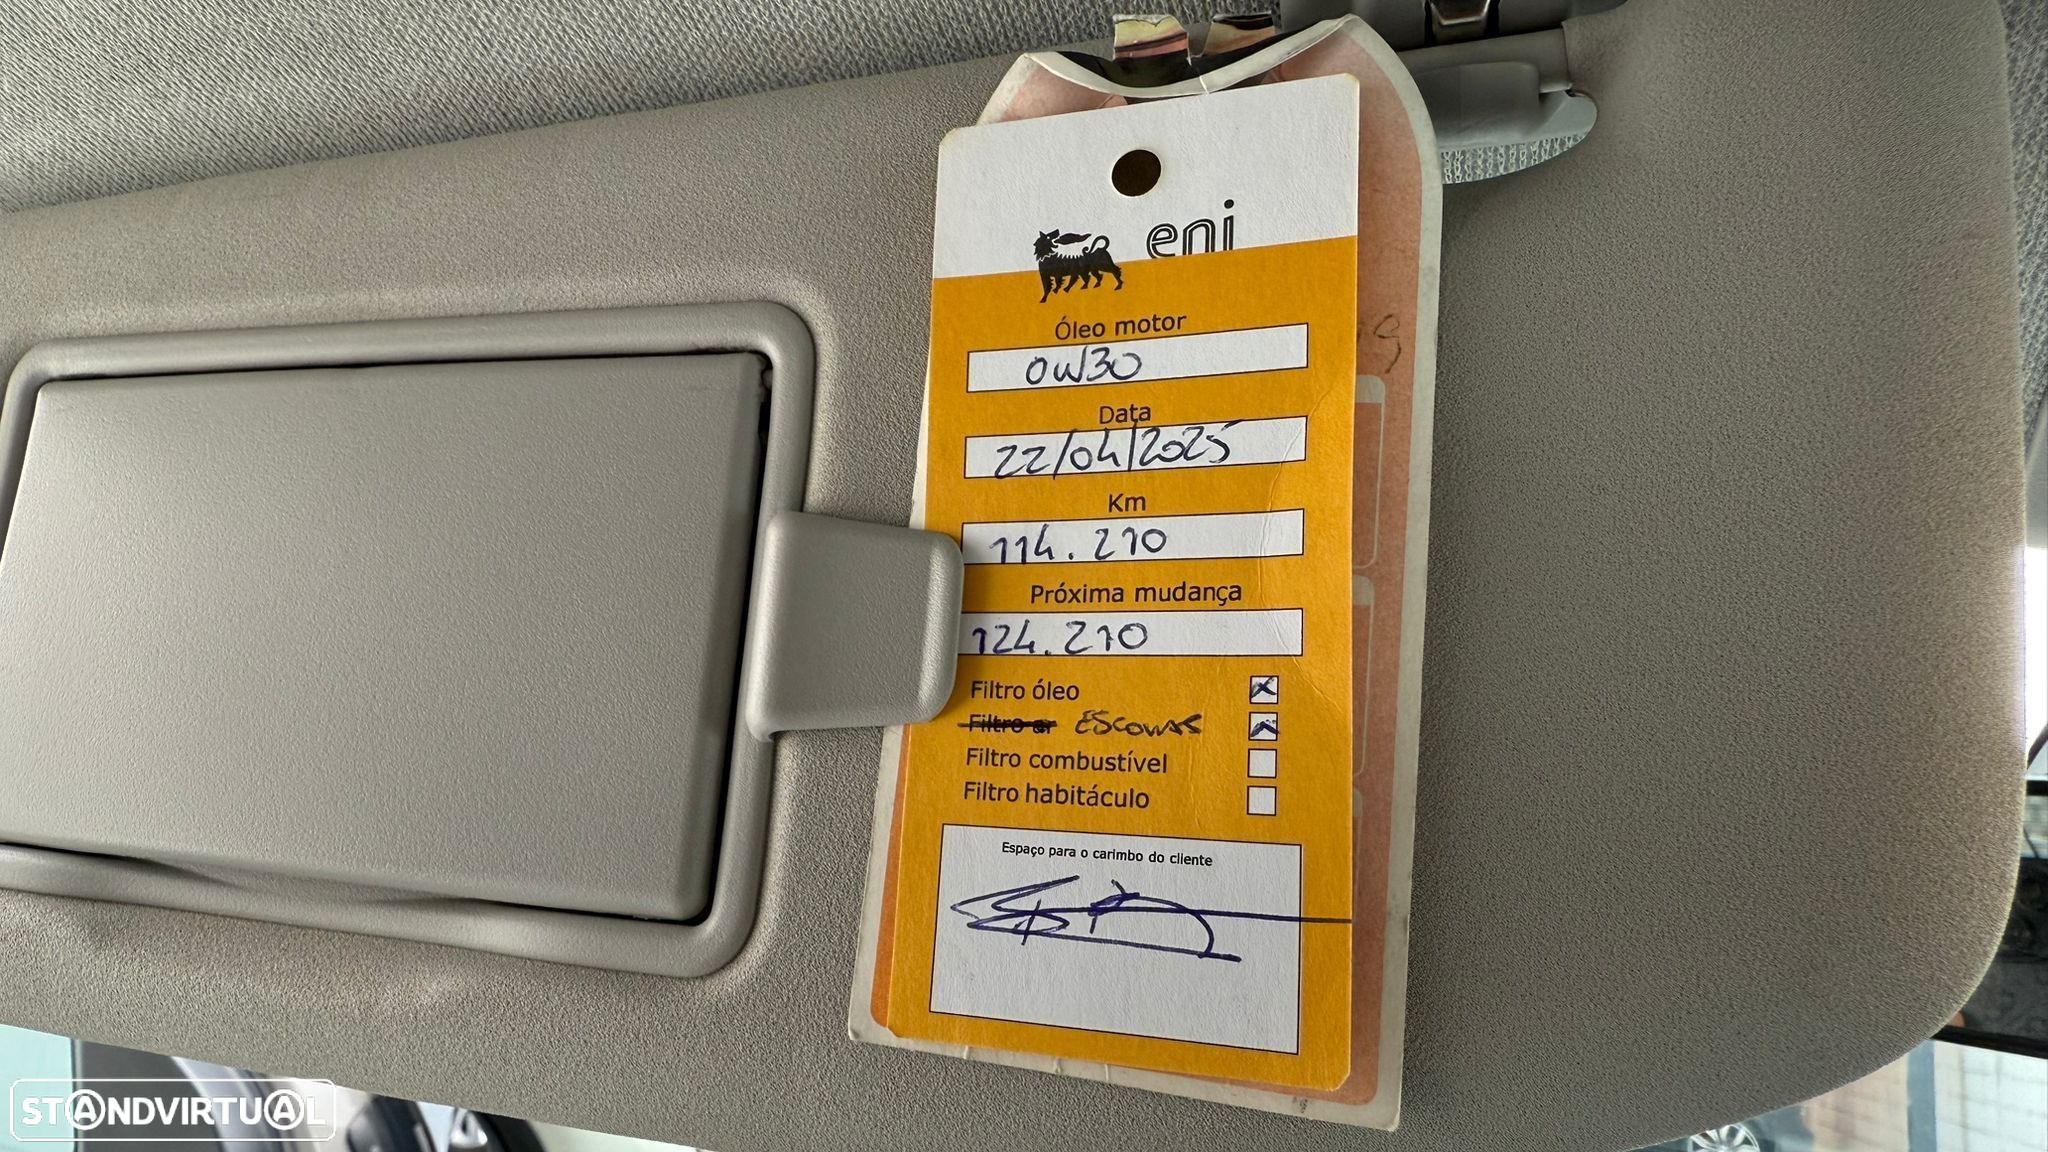 eni
Óleo motor
0W30
Data
22/04/2025
Km
114.210
Próxima mudança
124.210
Filtro óleo
Filtro ar ESCOVAS
Filtro combustível
Filtro habitáculo
Espaço para o carimbo do cliente
STANDVIRTUAL